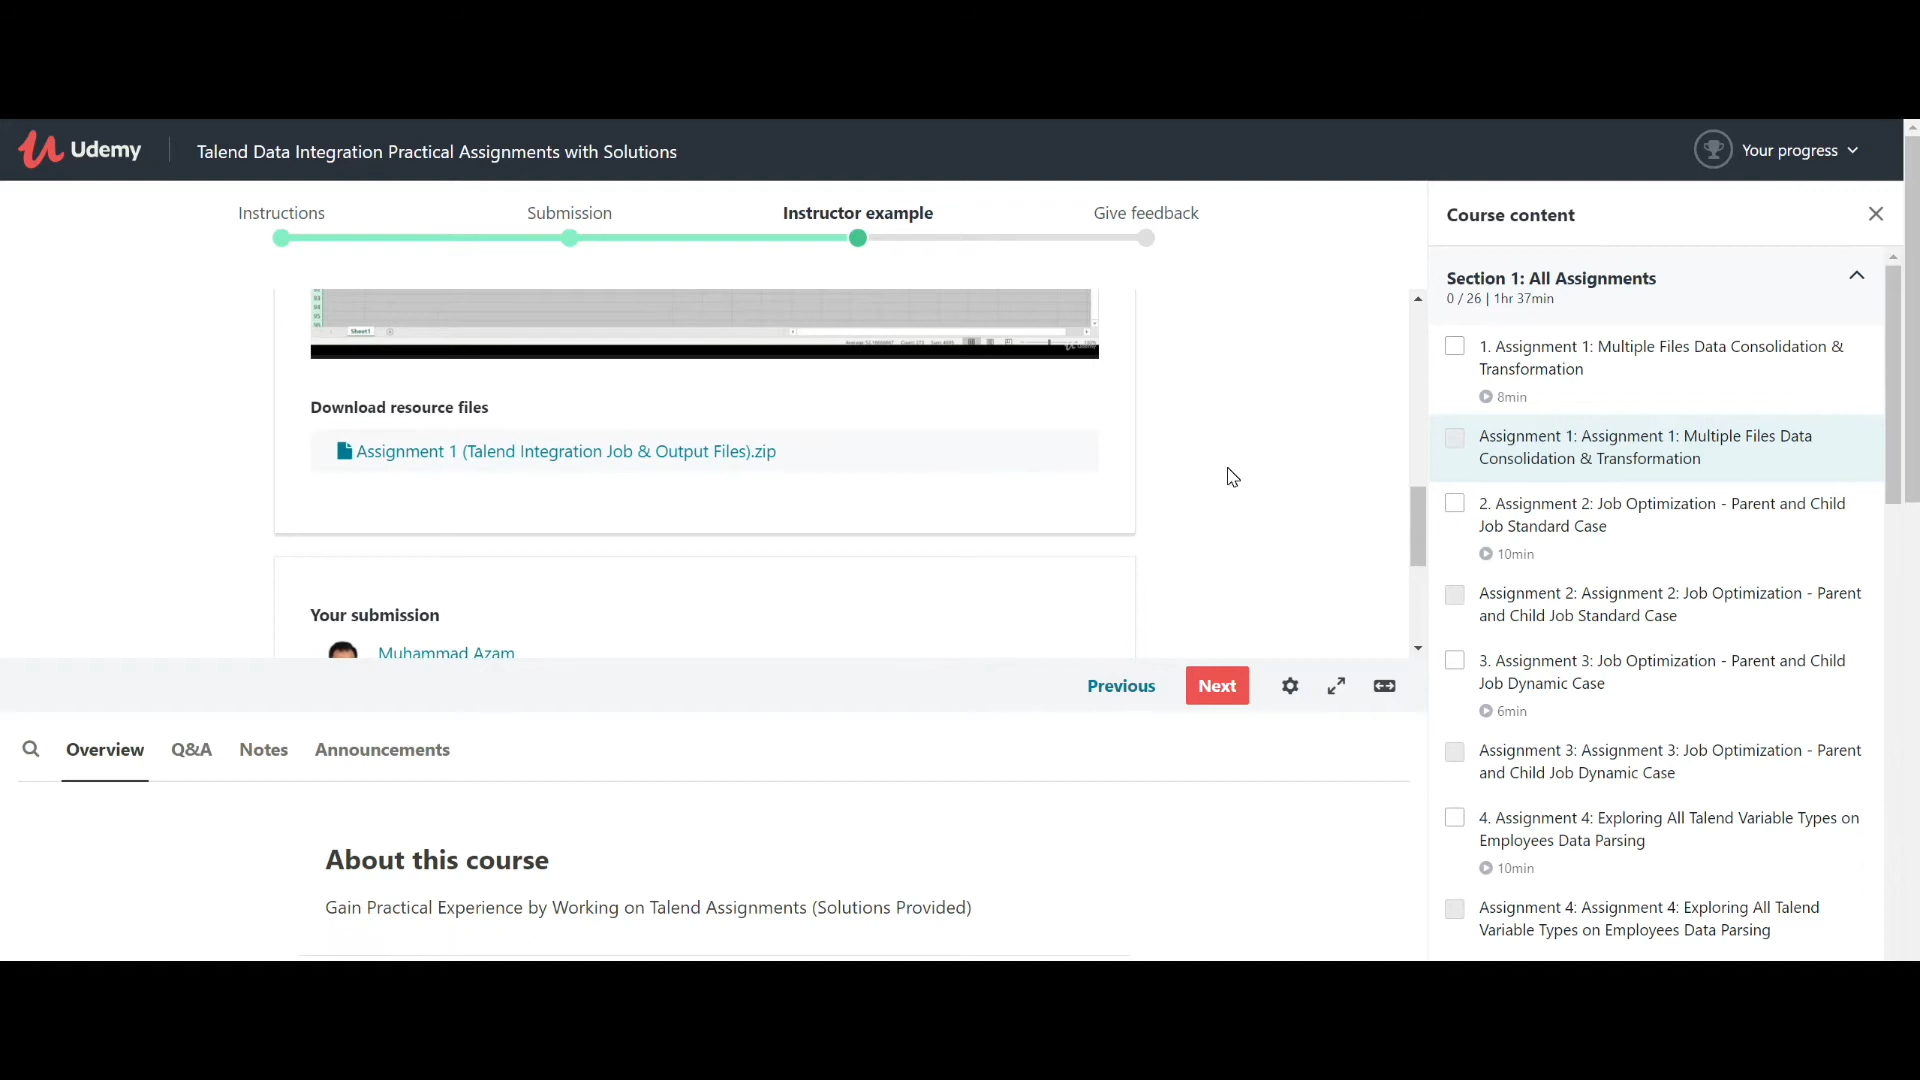 Udemy
Talend Data Integration Practical Assignments with Solutions
Your progress
Instructions
Submission
Instructor example
Give feedback
93
94
95
Sheet1
Download resource files
Assignment 1 (Talend Integration Job & Output Files).zip
Your submission
Muhammad Azam
Previous
Next
Overview
Q&A
Notes
Announcements
About this course
Gain Practical Experience by Working on Talend Assignments (Solutions Provided)
Course content
Section 1: All Assignments
0 / 26 | 1hr 37min
1. Assignment 1: Multiple Files Data Consolidation &
Transformation
8min
Assignment 1: Assignment 1: Multiple Files Data
Consolidation & Transformation
2. Assignment 2: Job Optimization - Parent and Child
Job Standard Case
10min
Assignment 2: Assignment 2: Job Optimization - Parent
and Child Job Standard Case
3. Assignment 3: Job Optimization - Parent and Child
Job Dynamic Case
6min
Assignment 3: Assignment 3: Job Optimization - Parent
and Child Job Dynamic Case
4. Assignment 4: Exploring All Talend Variable Types on
Employees Data Parsing
10min
Assignment 4: Assignment 4: Exploring All Talend
Variable Types on Employees Data Parsing